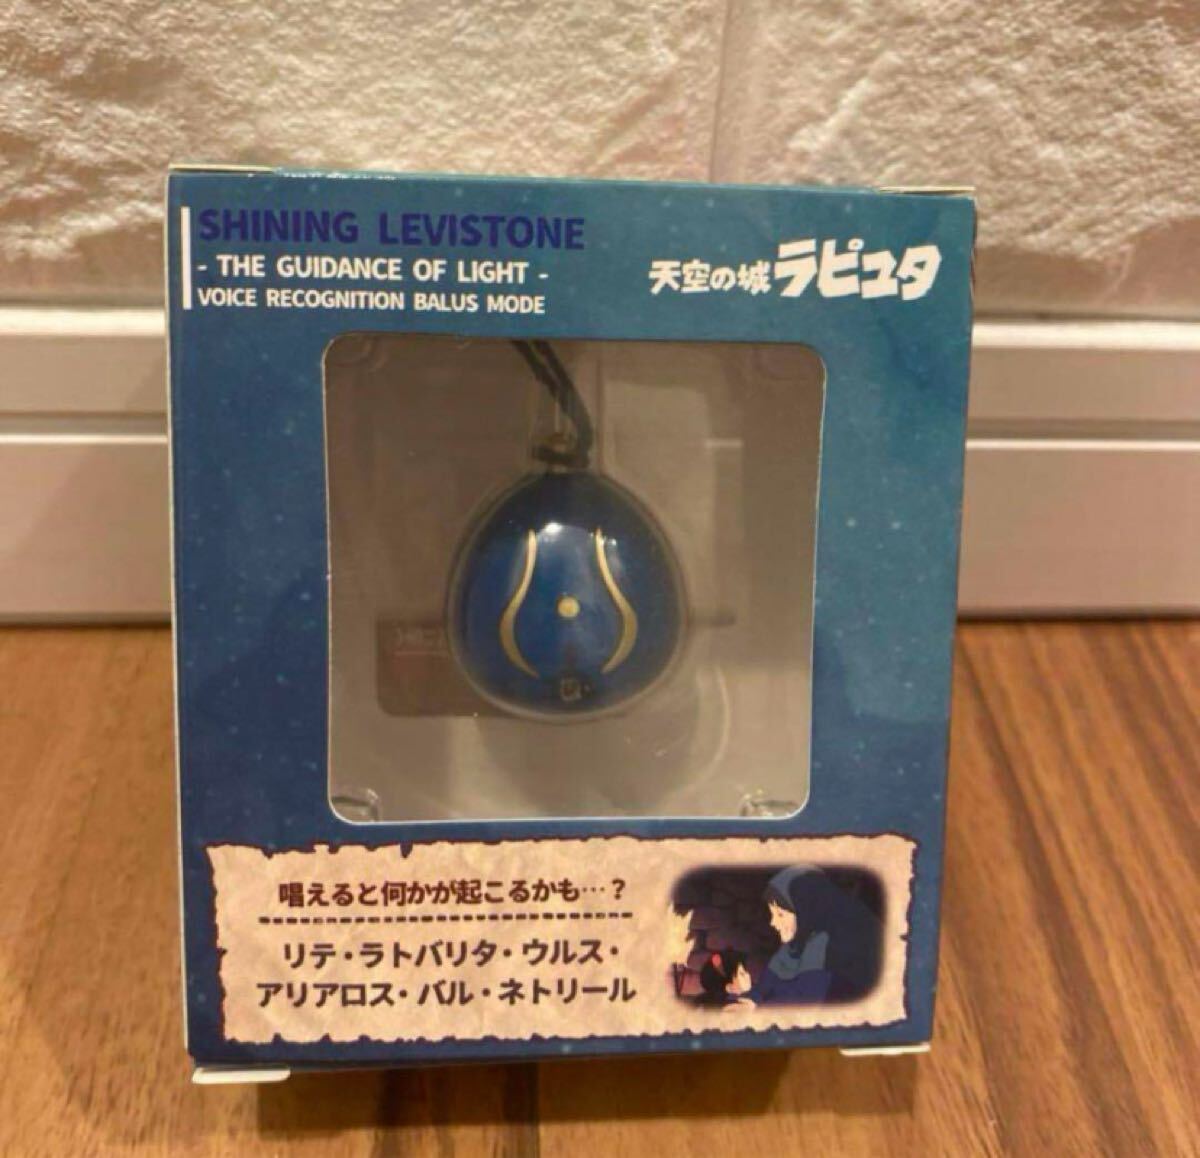 SHINING LEVISTONE
- THE GUIDANCE OF LIGHT -
VOICE RECOGNITION BALUS MODE
天空の城ラピュタ
唱えると何かが起こるかも…？
リテ・ラトバリタ・ウルス・
アリアロス・バル・ネトリール